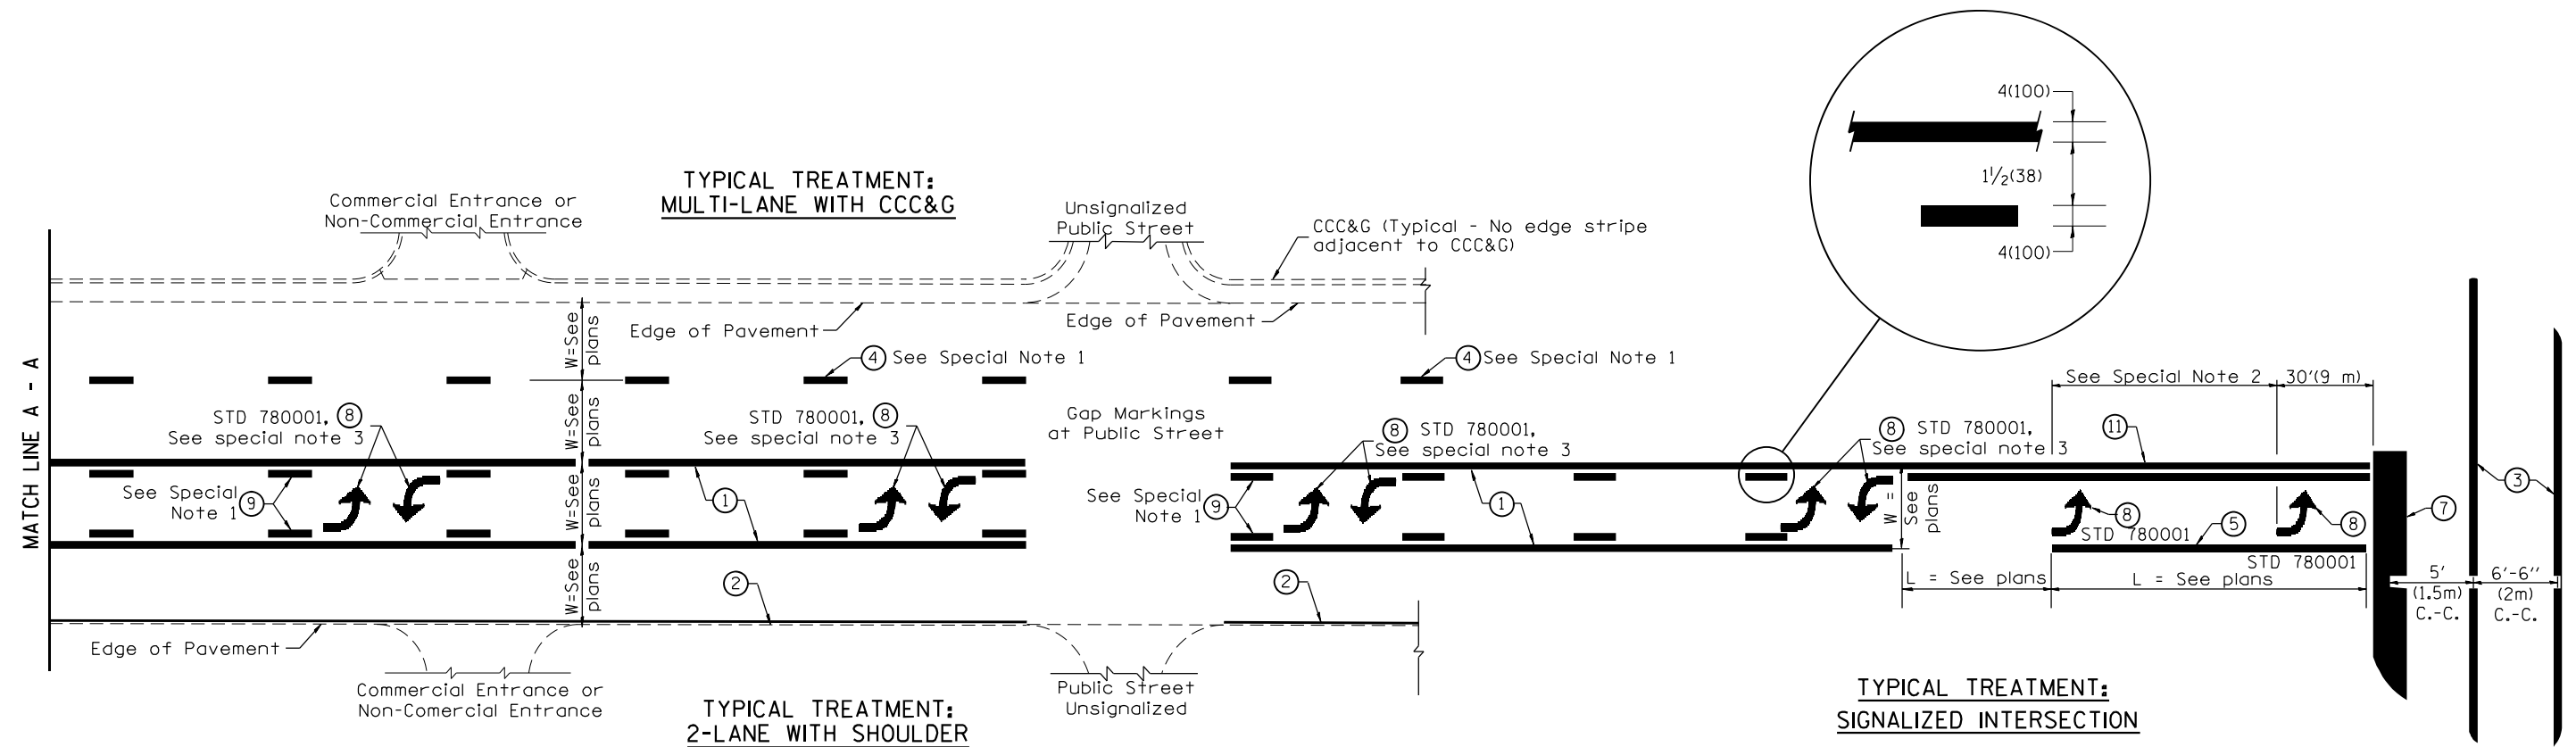 MATCH LINE A - A
TYPICAL TREATMENT:
MULTI-LANE WITH CCC&G
Commercial Entrance or
Non-Commercial Entrance
Unsignalized
Public Street
CCC&G (Typical - No edge stripe
adjacent to CCC&G)
4(100)
1 1/2(38)
4(100)
Edge of Pavement
Edge of Pavement
W=See
plans
4 See Special Note 1
4 See Special Note 1
See Special Note 2
30'(9 m)
W=See
plans
STD 780001, 8
See special note 3
STD 780001, 8
See special note 3
Gap Markings
at Public Street
8 STD 780001,
See special note 3
8 STD 780001,
See special note 3
11
See Special
Note 1
9
1
W=See
plans
See Special
Note 1
9
1
W =
See
plans
8
STD 780001
5
8
STD 780001
7
3
2
W=See
plans
2
L = See plans
L = See plans
5'
(1.5m)
C.-C.
6'-6''
(2m)
C.-C.
Edge of Pavement
Commercial Entrance or
Non-Comercial Entrance
Public Street
Unsignalized
TYPICAL TREATMENT:
2-LANE WITH SHOULDER
TYPICAL TREATMENT:
SIGNALIZED INTERSECTION